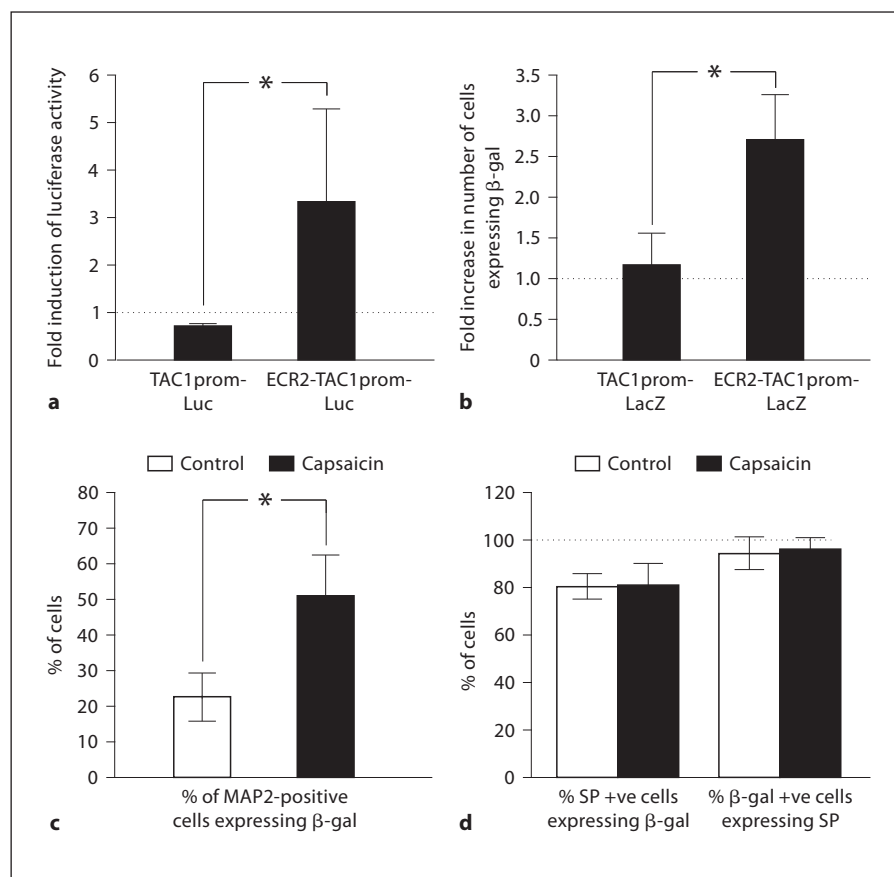 6
5
4
3
2
1
0
Fold induction of luciferase activity
*
TAC1prom-
Luc
ECR2-TAC1prom-
Luc
a
3.5
3.0
2.5
2.0
1.5
1.0
0.5
0
Fold increase in number of cells
expressing β-gal
*
TAC1prom-
LacZ
ECR2-TAC1prom-
LacZ
b
Control
Capsaicin
80
70
60
50
40
30
20
10
0
% of cells
*
% of MAP2-positive
cells expressing β-gal
c
Control
Capsaicin
120
100
80
60
40
20
0
% of cells
% SP +ve cells
expressing β-gal
% β-gal +ve cells
expressing SP
d